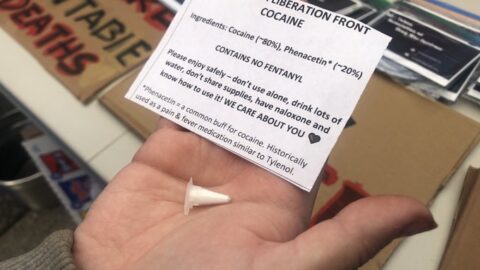 LIBERATION FRONT
COCAINE
Ingredients: Cocaine (~80%), Phenacetin* (~20%)
CONTAINS NO FENTANYL
Please enjoy safely – don't use alone, drink lots of
water, don't share supplies, have naloxone and
know how to use it! WE CARE ABOUT YOU ♥
*Phenacetin = a common buff for cocaine. Historically
used as a pain & fever medication similar to Tylenol.
NTABLE
DEATHS